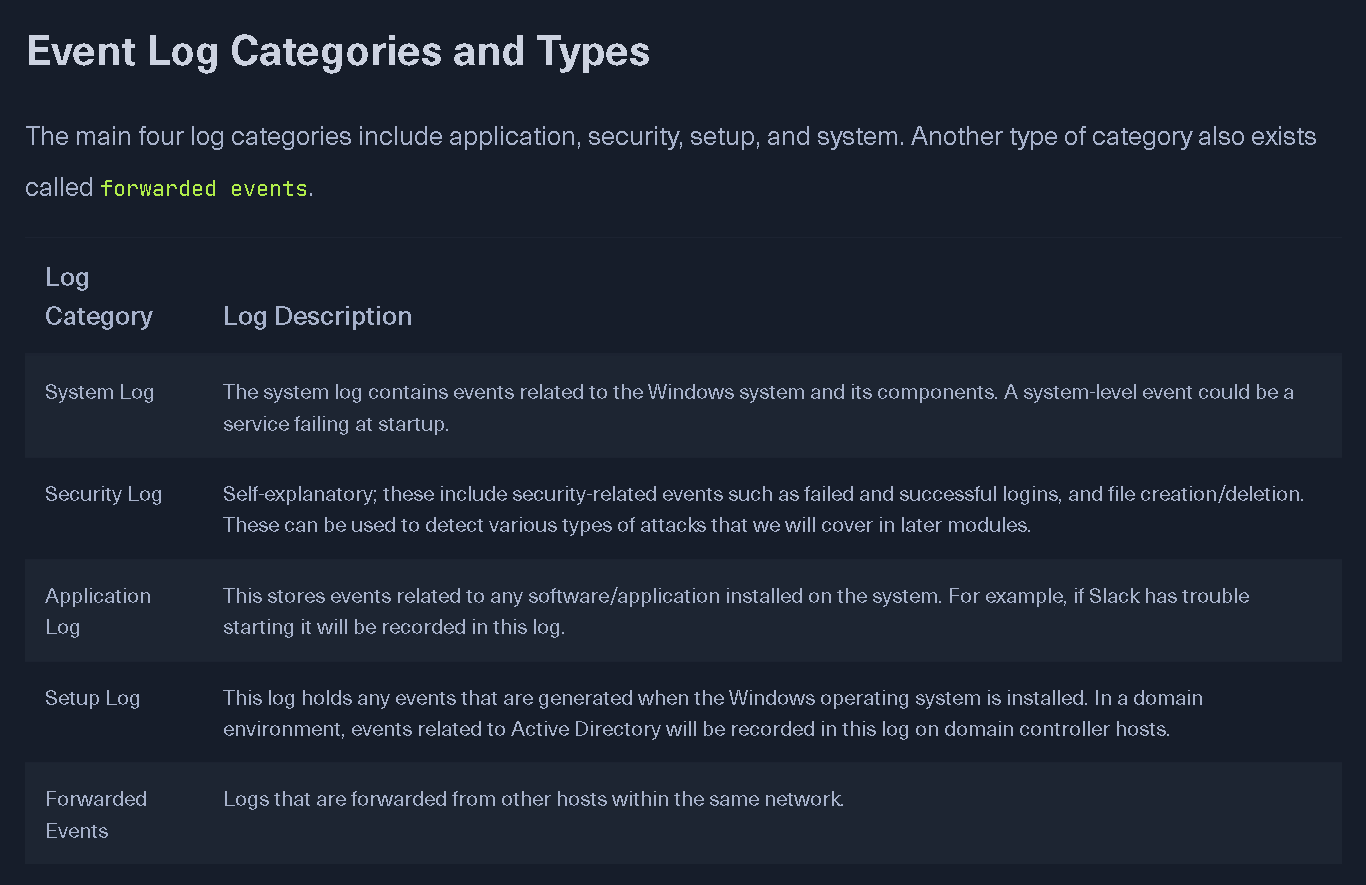 Event Log Categories and Types
The main four log categories include application, security, setup, and system. Another type of category also exists
called forwarded events.
Log
Category
Log Description
System Log
The system log contains events related to the Windows system and its components. A system-level event could be a
service failing at startup.
Security Log
Self-explanatory; these include security-related events such as failed and successful logins, and file creation/deletion.
These can be used to detect various types of attacks that we will cover in later modules.
Application
Log
This stores events related to any software/application installed on the system. For example, if Slack has trouble
starting it will be recorded in this log.
Setup Log
This log holds any events that are generated when the Windows operating system is installed. In a domain
environment, events related to Active Directory will be recorded in this log on domain controller hosts.
Forwarded
Events
Logs that are forwarded from other hosts within the same network.